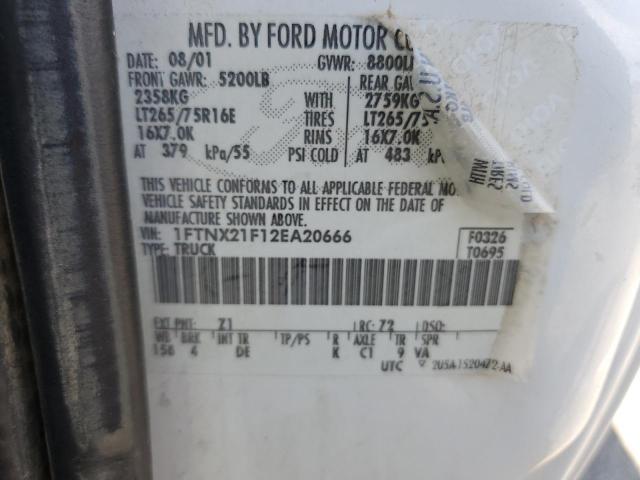 MFD. BY FORD MOTOR CO
DATE: 08/01 GVWR: 8800L
FRONT GAWR: 5200LB REAR GA
2358KG WITH 2759KG
LT265/75R16E TIRES LT265/75
16X7.0K RIMS 16X7.0K
AT 379 kPa/55 PSI COLD AT 483 kP
THIS VEHICLE CONFORMS TO ALL APPLICABLE FEDERAL MO
VEHICLE SAFETY STANDARDS IN EFFECT ON THE DATE OF
MANUFACTURE SHOWN ABOVE.
VIN: 1FTNX21F12EA20666 F0326
TYPE: TRUCK T0695
EXT PNT: Z1 RC: 72 DSO:
WB BRK INT TR TP/PS R AXLE TR SPR
158 4 DE K C1 9 VA
UTC 2U5A-1520472-AA